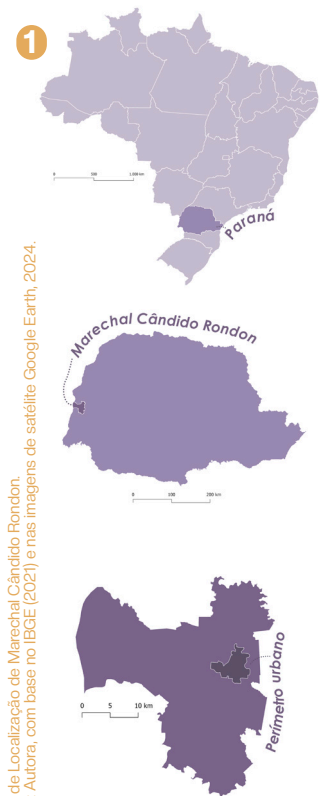 1
Paraná
0 500 1.000 km
Marechal Cândido Rondon
0 100 200 km
Perímetro urbano
0 5 10 km
de Localização de Marechal Cândido Rondon.
Autora, com base no IBGE (2021) e nas imagens de satélite Google Earth, 2024.